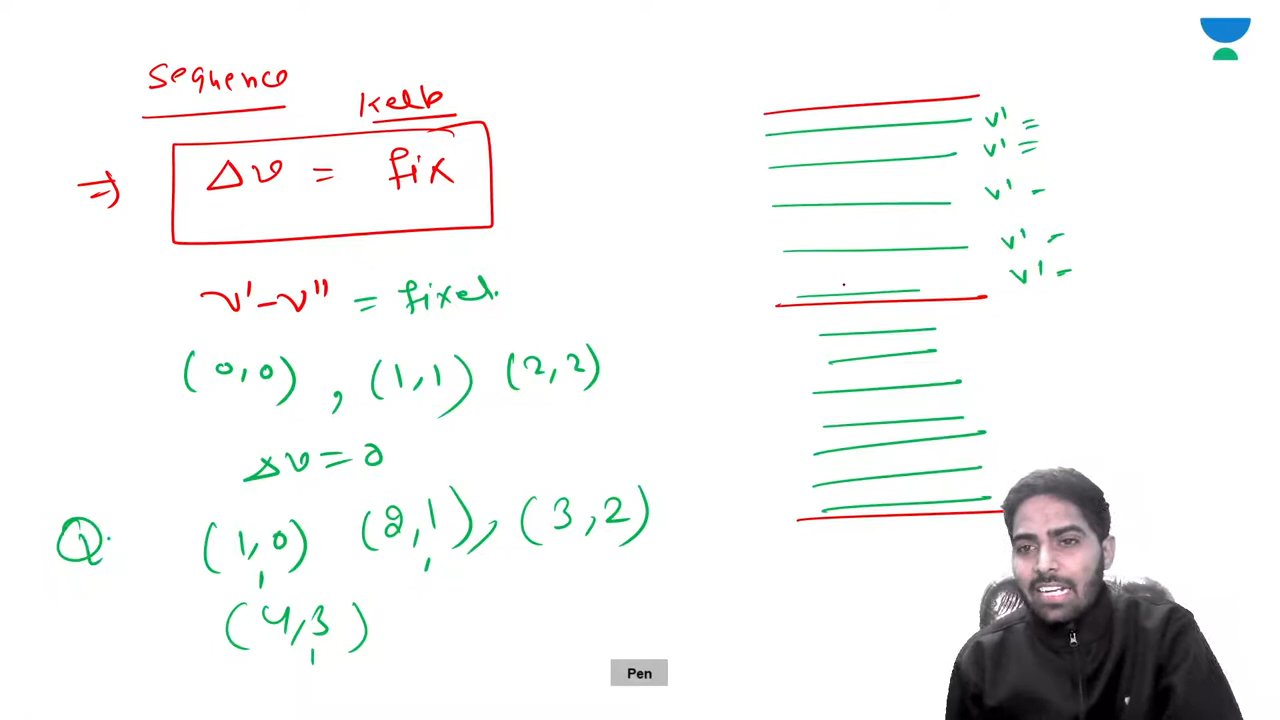 Sequence
Kelb
⇒ Δv = fix
v' - v'' = fixed.
(0,0), (1,1) (2,2)
Δv = 0
Q. (1,0) (2,1), (3,2)
(4,3)
v' =
v' =
v' -
v' -
v' =
Pen